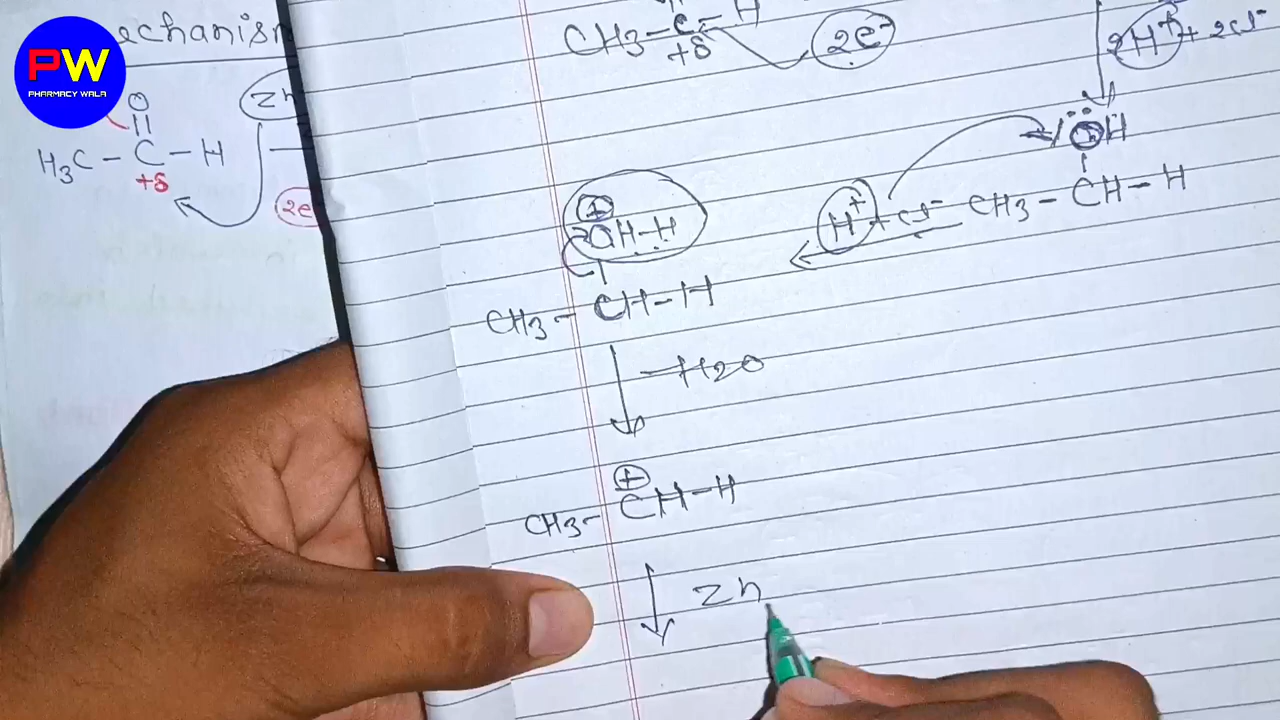 PW
PHARMACY WALA
echanism
O
||
H3C – C – H
+δ
Zn
2e
CH3 – C – H
+δ
2e⁻
2H⁺ + 2Cl⁻
OH
CH3 – CH – H
H⁺ + Cl⁻
+
OH–H
CH3 – CH–H
–H2O
+
CH3 – CH–H
Zn